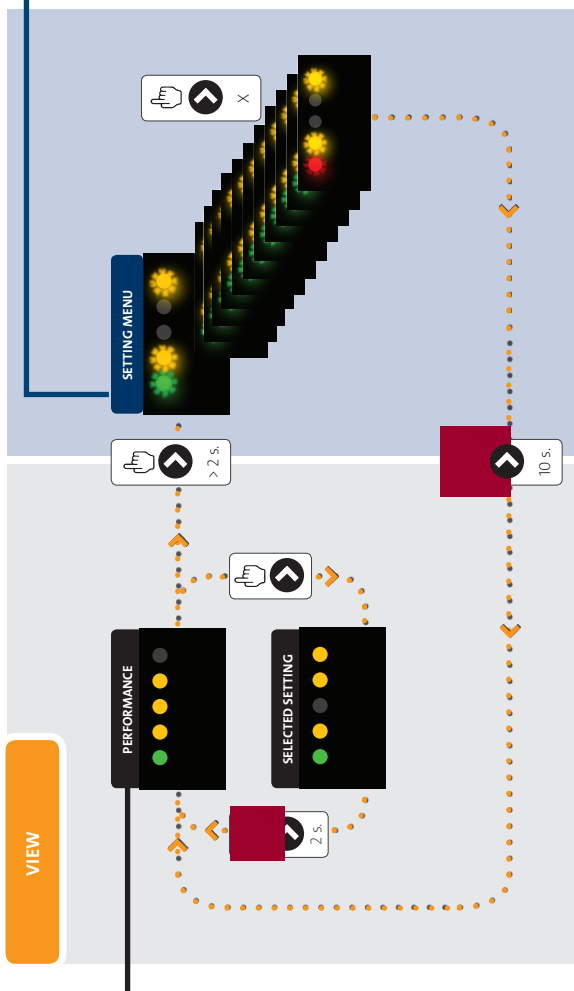 VIEW
PERFORMANCE
SELECTED SETTING
2 s.
> 2 s.
SETTING MENU
X
10 s.